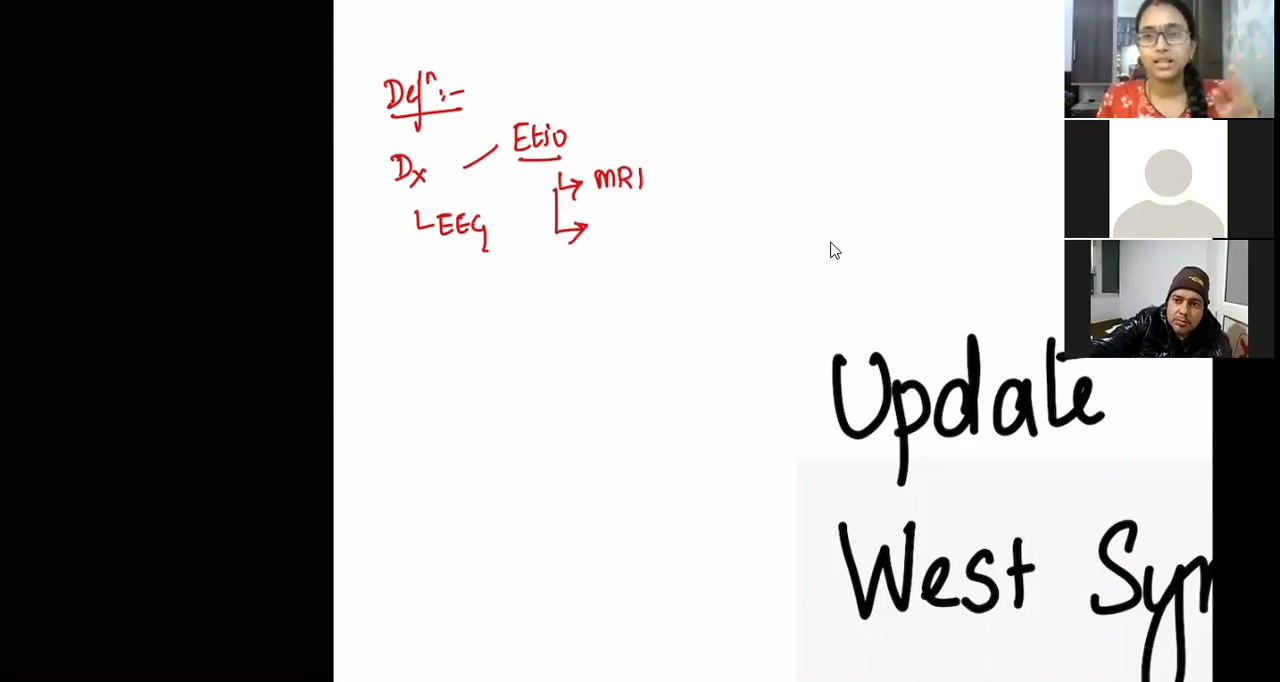 Defⁿ :-
Etio
Dx
MRI
EEG
Update
West Syn